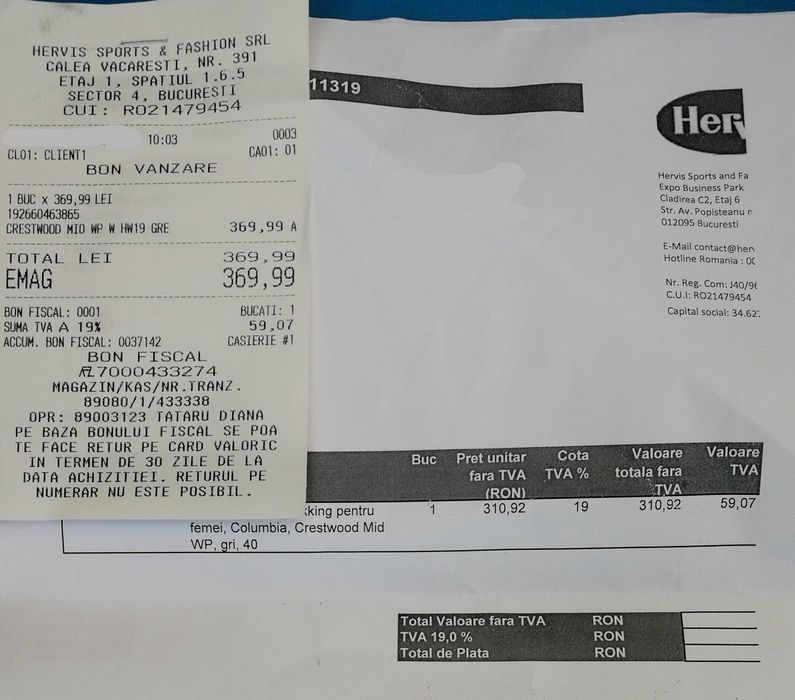 HERVIS SPORTS & FASHION SRL
CALEA VACARESTI, NR. 391
ETAJ 1, SPATIUL 1.6.5
SECTOR 4, BUCURESTI
CUI: RO21479454
10:03 0003
CL01: CLIENT1 CA01: 01
BON VANZARE
1 BUC x 369,99 LEI
192660463865
CRESTWOOD MID WP W HW19 GRE 369,99 A
TOTAL LEI 369,99
EMAG 369,99
BON FISCAL: 0001 BUCATI: 1
SUMA TVA A 19% 59,07
ACCUM. BON FISCAL: 0037142 CASIERIE #1
BON FISCAL
7000433274
MAGAZIN/KAS/NR.TRANZ.
89080/1/433338
OPR: 89003123 TATARU DIANA
PE BAZA BONULUI FISCAL SE POA
TE FACE RETUR PE CARD VALORIC
IN TERMEN DE 30 ZILE DE LA
DATA ACHIZITIEI. RETURUL PE
NUMERAR NU ESTE POSIBIL.
11319
Herv
Hervis Sports and Fa
Expo Business Park
Cladirea C2, Etaj 6
Str. Av. Popisteanu n
012095 Bucuresti
E-Mail contact@her
Hotline Romania : 0
Nr. Reg. Com: J40/9
C.U.I: RO21479454
Capital social: 34.62
Buc Pret unitar Cota Valoare Valoare
fara TVA TVA % totala fara TVA
(RON) TVA
kking pentru 1 310,92 19 310,92 59,07
femei, Columbia, Crestwood Mid
WP, gri, 40
Total Valoare fara TVA RON
TVA 19,0 % RON
Total de Plata RON